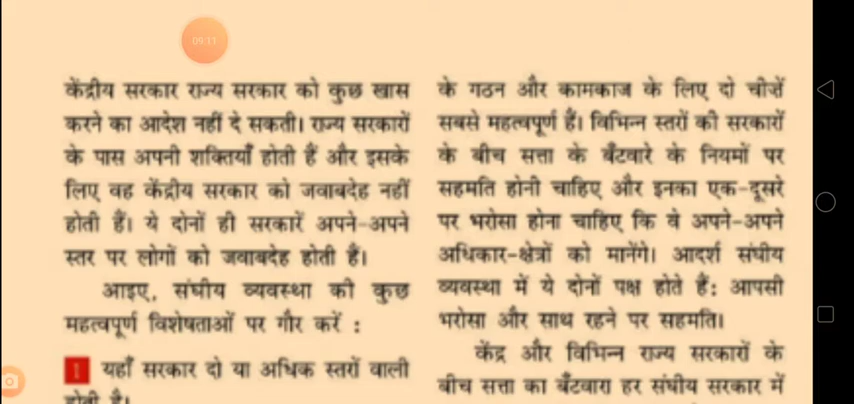 09:11
केंद्रीय सरकार राज्य सरकार को कुछ खास
करने का आदेश नहीं दे सकती। राज्य सरकारों
के पास अपनी शक्तियाँ होती हैं और इसके
लिए वह केंद्रीय सरकार को जवाबदेह नहीं
होती हैं। ये दोनों ही सरकारें अपने-अपने
स्तर पर लोगों को जवाबदेह होती हैं।
आइए, संघीय व्यवस्था की कुछ
महत्वपूर्ण विशेषताओं पर गौर करें :
1 यहाँ सरकार दो या अधिक स्तरों वाली
होती है।
के गठन और कामकाज के लिए दो चीज़ें
सबसे महत्वपूर्ण हैं। विभिन्न स्तरों की सरकारों
के बीच सत्ता के बँटवारे के नियमों पर
सहमति होनी चाहिए और इनका एक-दूसरे
पर भरोसा होना चाहिए कि वे अपने-अपने
अधिकार-क्षेत्रों को मानेंगे। आदर्श संघीय
व्यवस्था में ये दोनों पक्ष होते हैं: आपसी
भरोसा और साथ रहने पर सहमति।
केंद्र और विभिन्न राज्य सरकारों के
बीच सत्ता का बँटवारा हर संघीय सरकार में